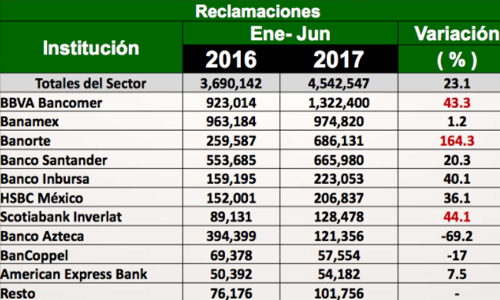 Reclamaciones
Institución Ene- Jun Variación
2016 2017 ( % )
Totales del Sector 3,690,142 4,542,547 23.1
BBVA Bancomer 923,014 1,322,400 43.3
Banamex 963,184 974,820 1.2
Banorte 259,587 686,131 164.3
Banco Santander 553,685 665,980 20.3
Banco Inbursa 159,195 223,053 40.1
HSBC México 152,001 206,837 36.1
Scotiabank Inverlat 89,131 128,478 44.1
Banco Azteca 394,399 121,356 -69.2
BanCoppel 69,378 57,554 -17
American Express Bank 50,392 54,182 7.5
Resto 76,176 101,756 -